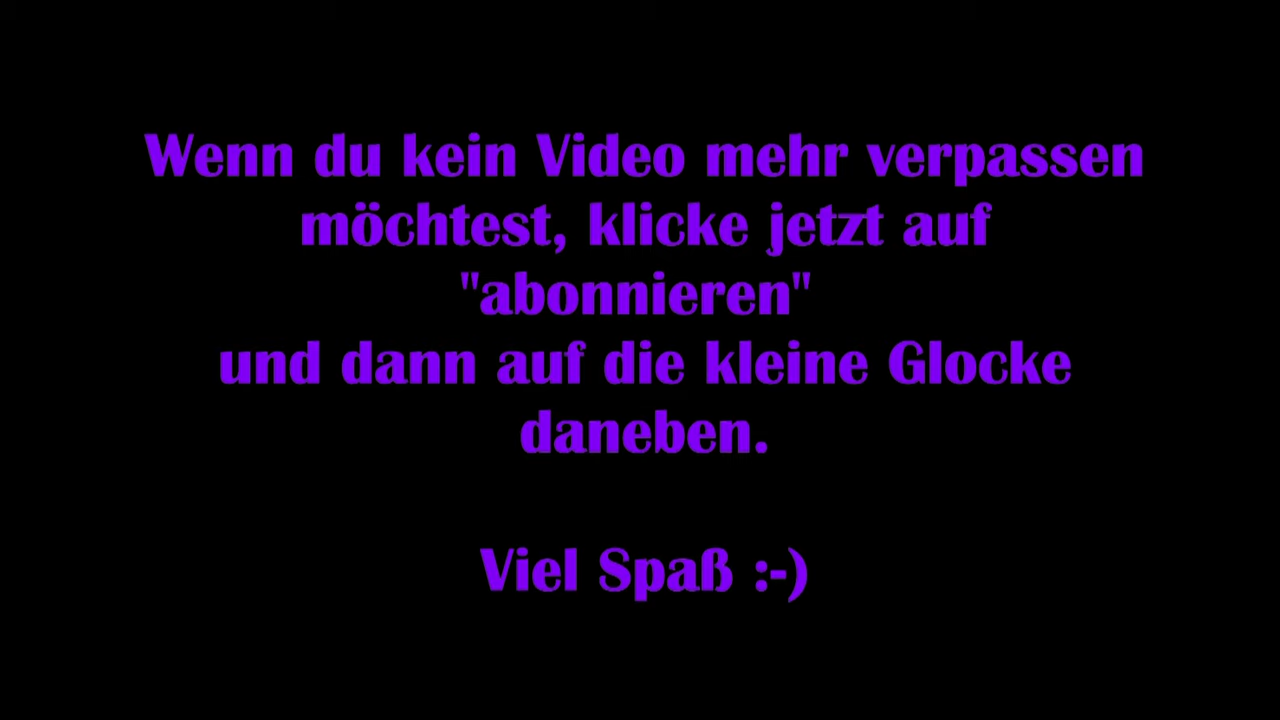 Wenn du kein Video mehr verpassen
möchtest, klicke jetzt auf
"abonnieren"
und dann auf die kleine Glocke
daneben.
Viel Spaß :-)